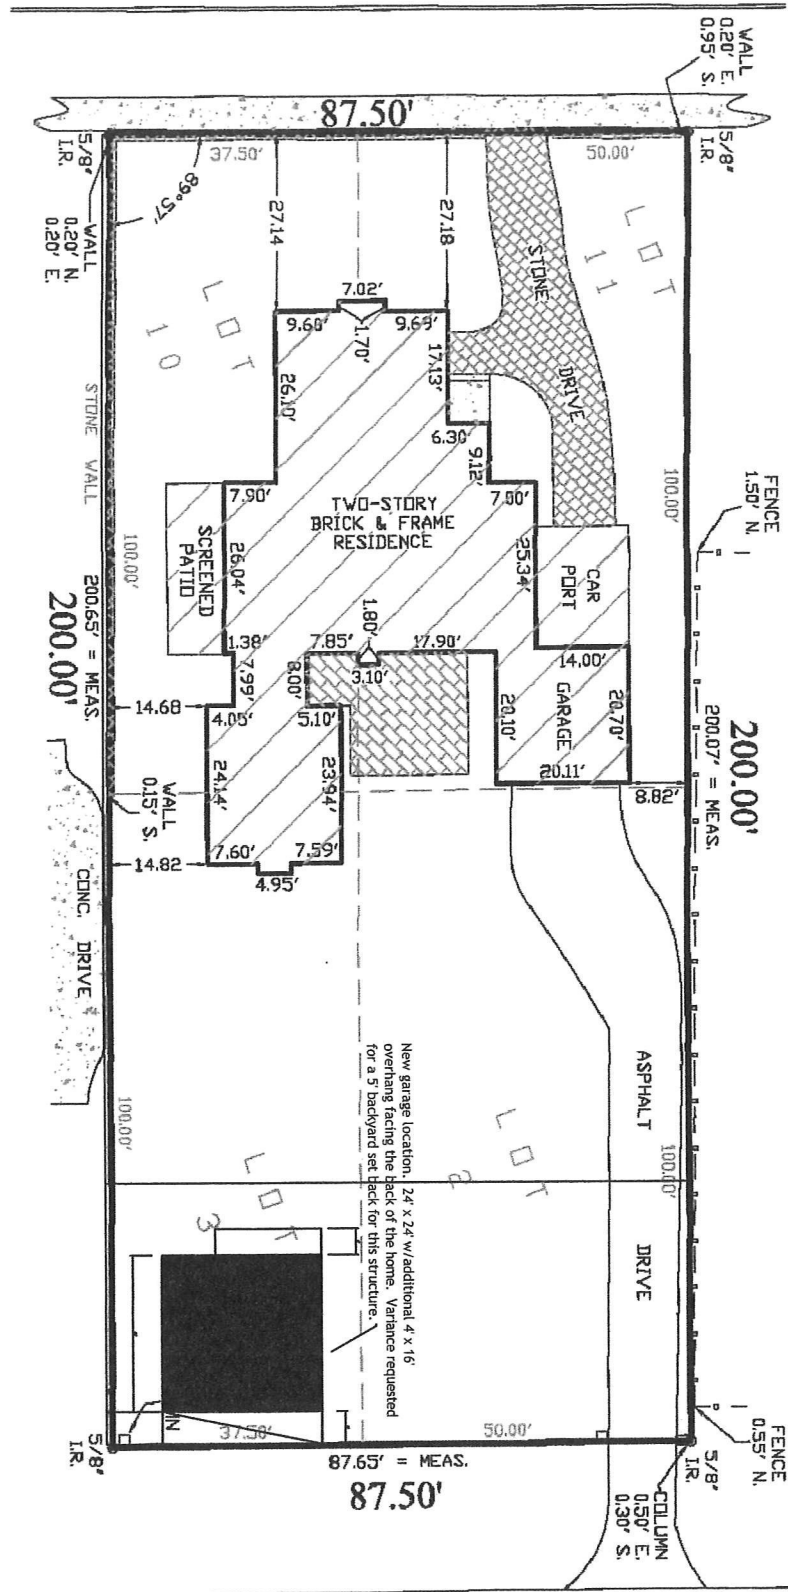 WALL
0.20' E.
0.95' S.
87.50'
5/8"
I.R.
5/8"
I.R.
37.50'
50.00'
89°57'
WALL
0.20' N.
0.20' E.
27.14
27.18
LOT
11
LOT
10
STONE
DRIVE
7.02'
9.60'
9.69'
1.70'
17.13'
26.10'
6.30'
9.12'
STONE WALL
100.00'
FENCE
1.50' N.
7.90'
7.00'
TWO-STORY
BRICK & FRAME
RESIDENCE
SCREENED
PATIO
26.04'
25.34'
CAR
PORT
100.00'
200.65' = MEAS.
200.00'
1.38'
7.85'
1.80'
17.90'
3.10'
14.00'
7.99'
8.00'
20.10'
GARAGE
20.70'
200.07' = MEAS.
200.00'
14.68
4.05'
5.10'
20.11'
8.82'
24.14'
23.94'
WALL
0.15' S.
14.82
7.60'
7.59'
4.95'
CONC. DRIVE
ASPHALT
DRIVE
New garage location. 24' x 24' w/additional 4' x 16'
overhang facing the back of the home. Variance requested
for a 5' backyard set back for this structure.
100.00'
100.00'
LOT
2
LOT
3
37.50'
50.00'
FENCE
0.55' N.
5/8"
I.R.
87.65' = MEAS.
87.50'
5/8"
I.R.
COLUMN
0.50' E.
0.30' S.